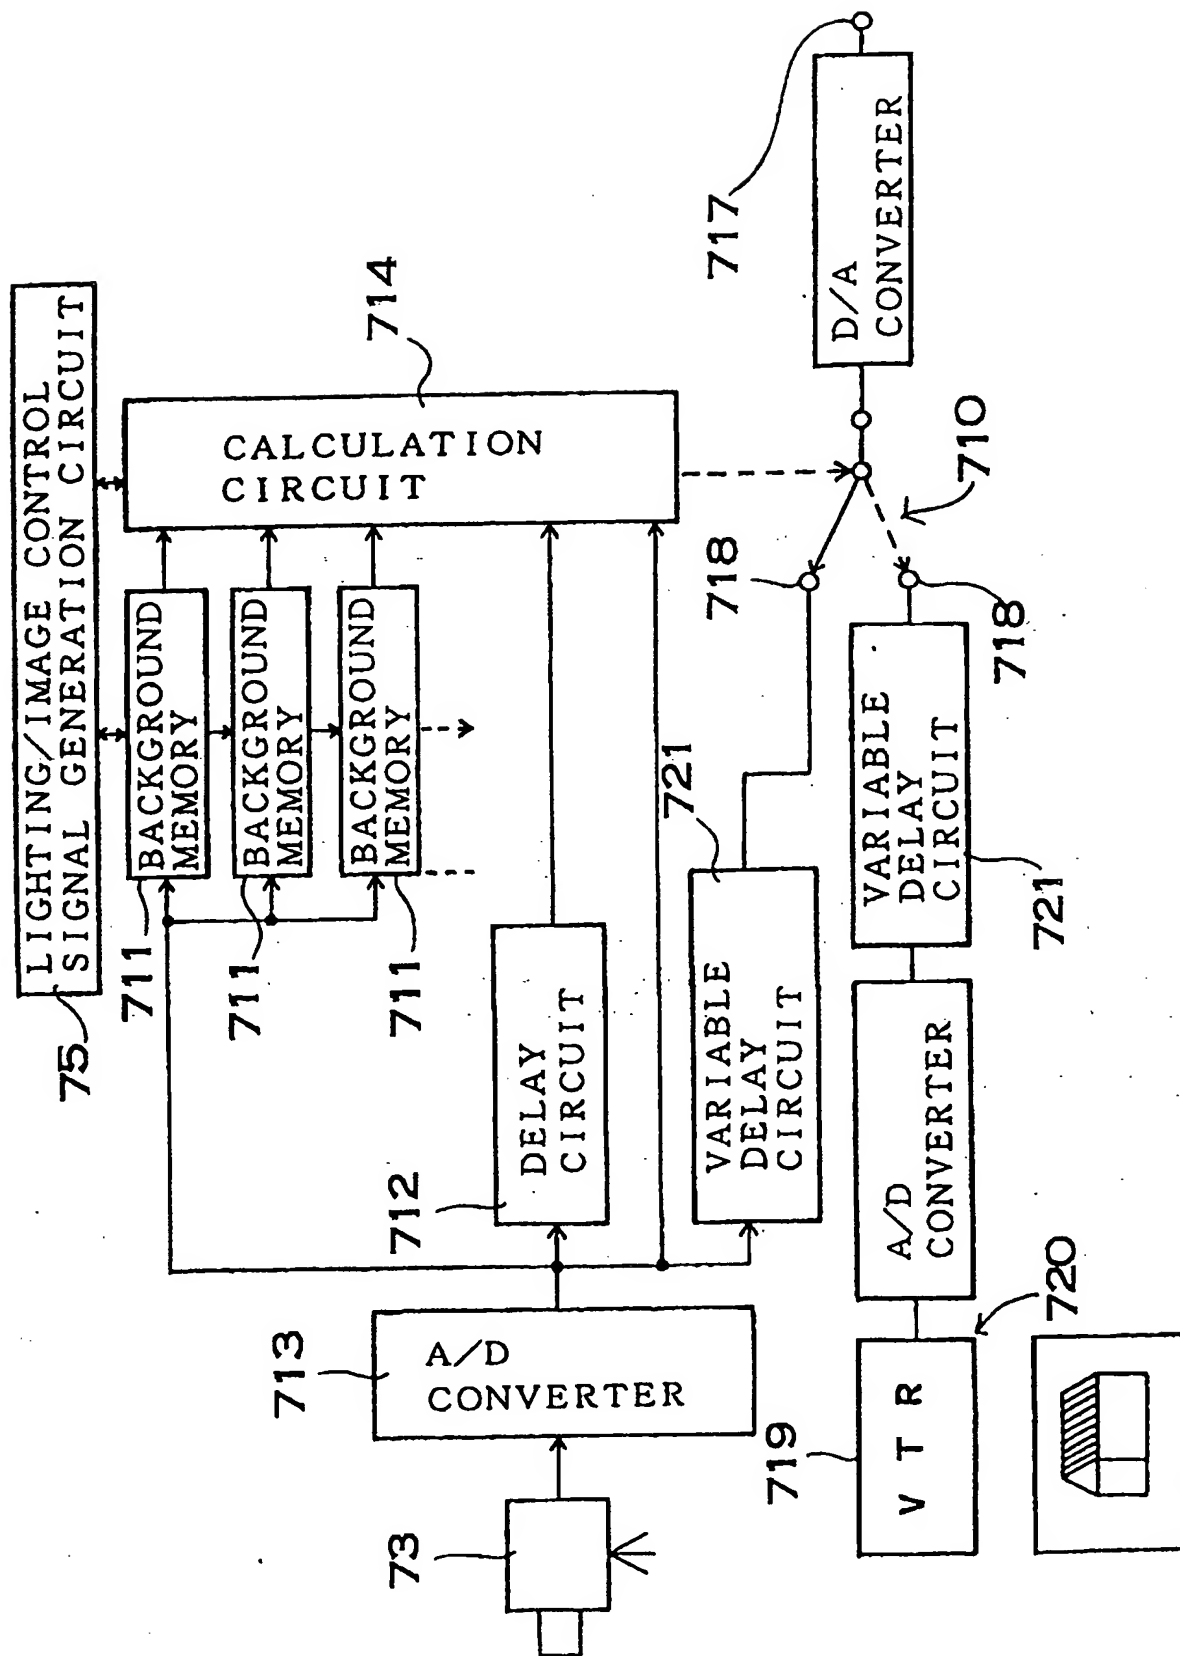 LIGHTING/IMAGE CONTROL
SIGNAL GENERATION CIRCUIT
75
711
BACKGROUND
MEMORY
711
BACKGROUND
MEMORY
711
BACKGROUND
MEMORY
CALCULATION
CIRCUIT
714
712
DELAY
CIRCUIT
713
A/D
CONVERTER
73
721
VARIABLE
DELAY
CIRCUIT
718
710
D/A
CONVERTER
717
719
VTR
720
A/D
CONVERTER
VARIABLE
DELAY
CIRCUIT
721
718